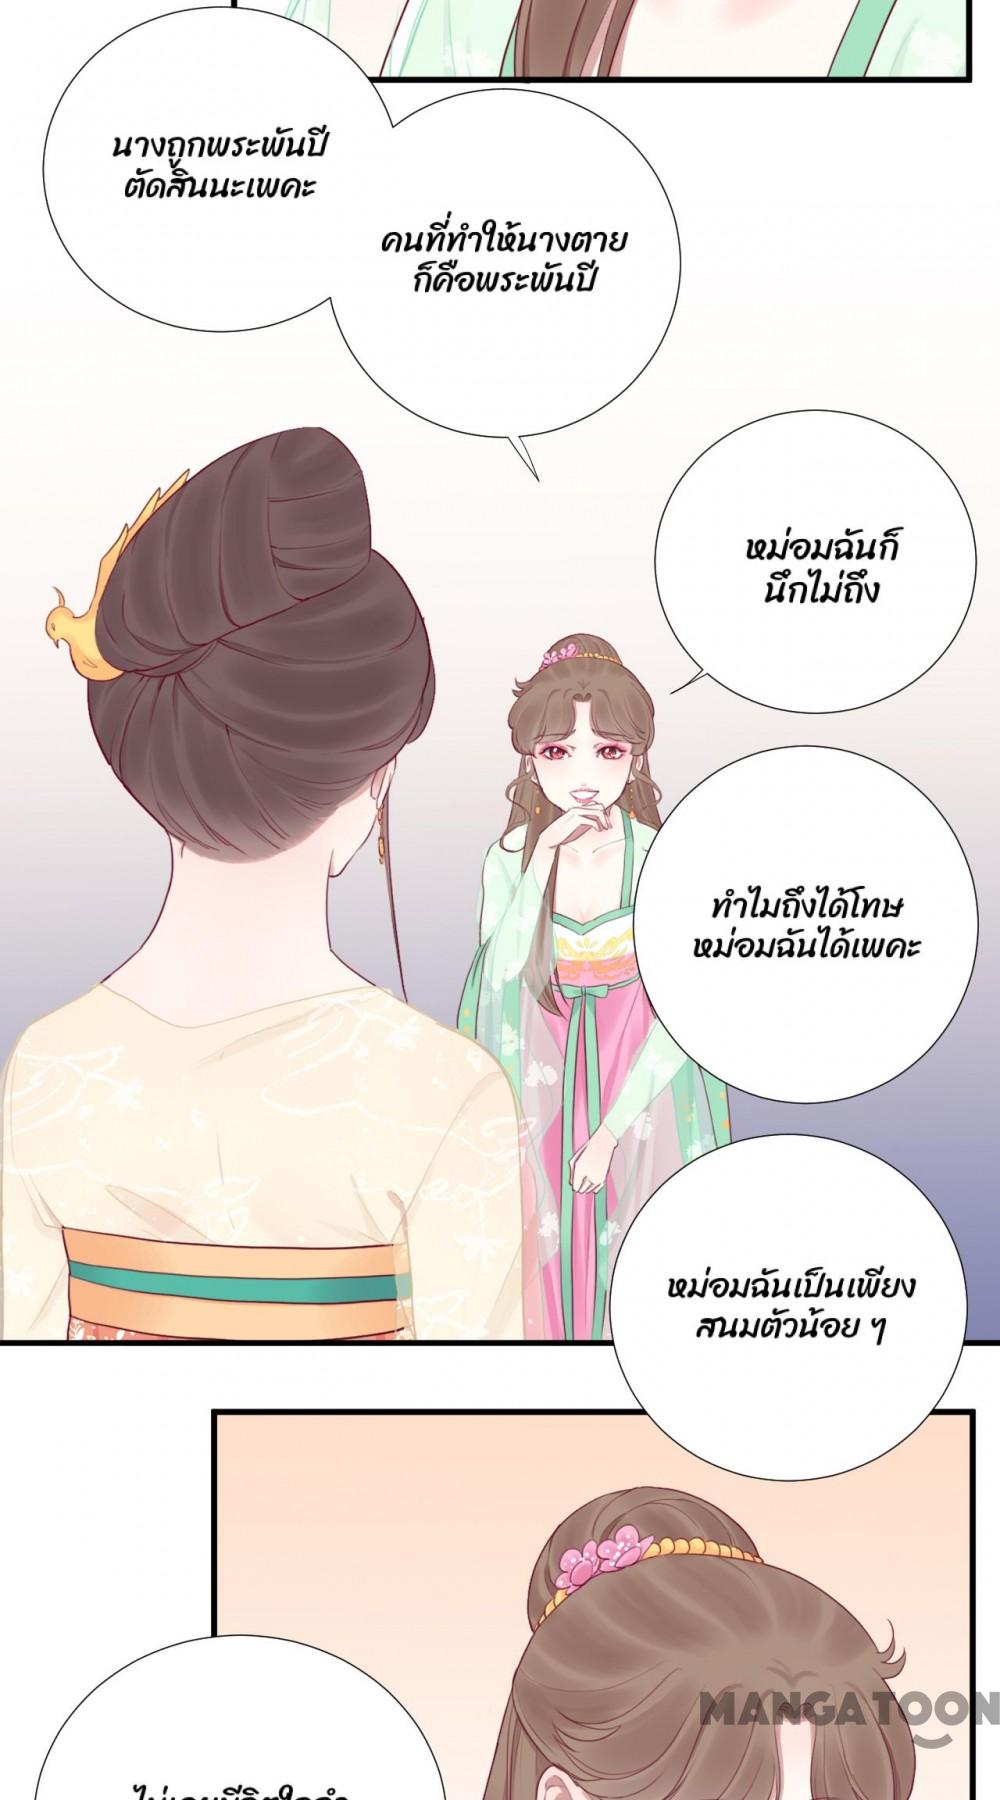 นางถูกพระพันปี
ตัดสินนะเพคะ
คนที่ทำให้นางตาย
ก็คือพระพันปี
หม่อมฉันก็
นึกไม่ถึง
ทำไมถึงได้โทษ
หม่อมฉันได้เพคะ
หม่อมฉันเป็นเพียง
สนมตัวน้อย ๆ
MANGATOON